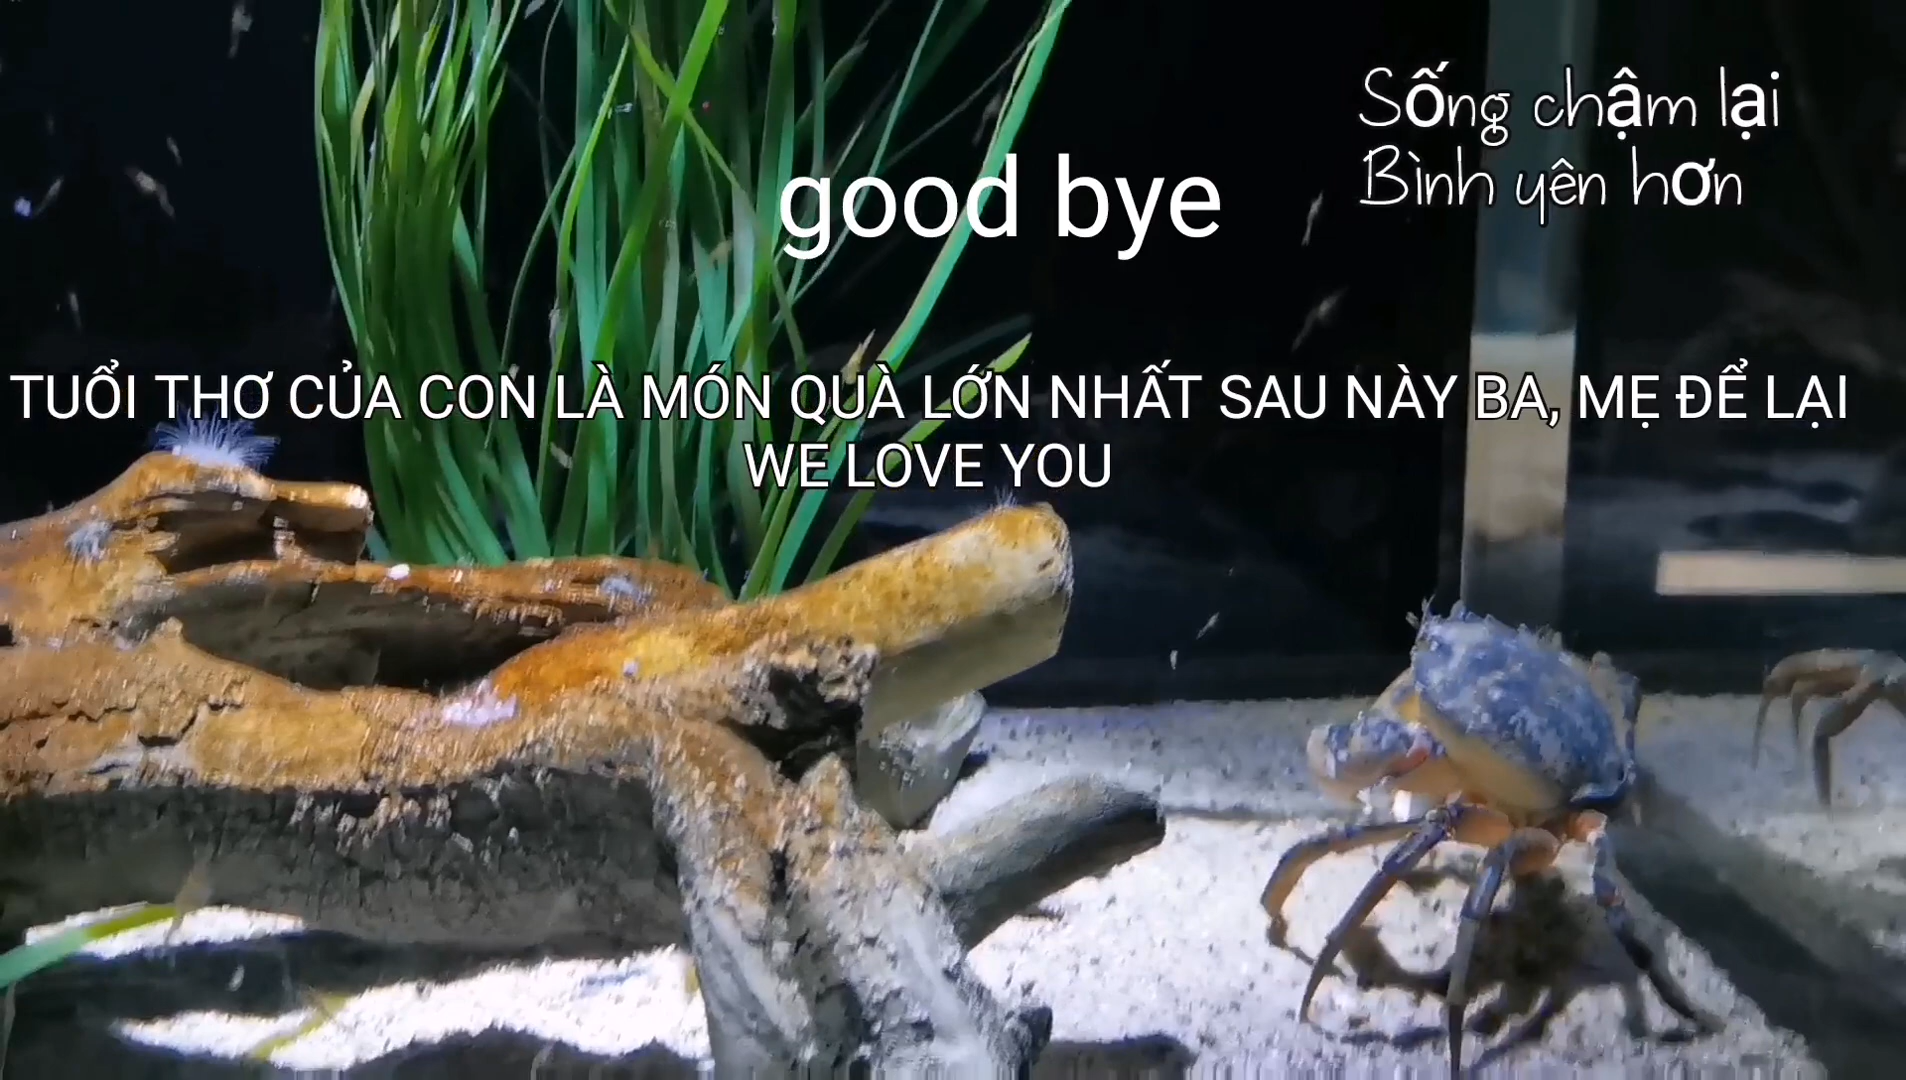 Sống chậm lại
Bình yên hơn
good bye
TUỔI THƠ CỦA CON LÀ MÓN QUÀ LỚN NHẤT SAU NÀY BA, MẸ ĐỂ LẠI
WE LOVE YOU